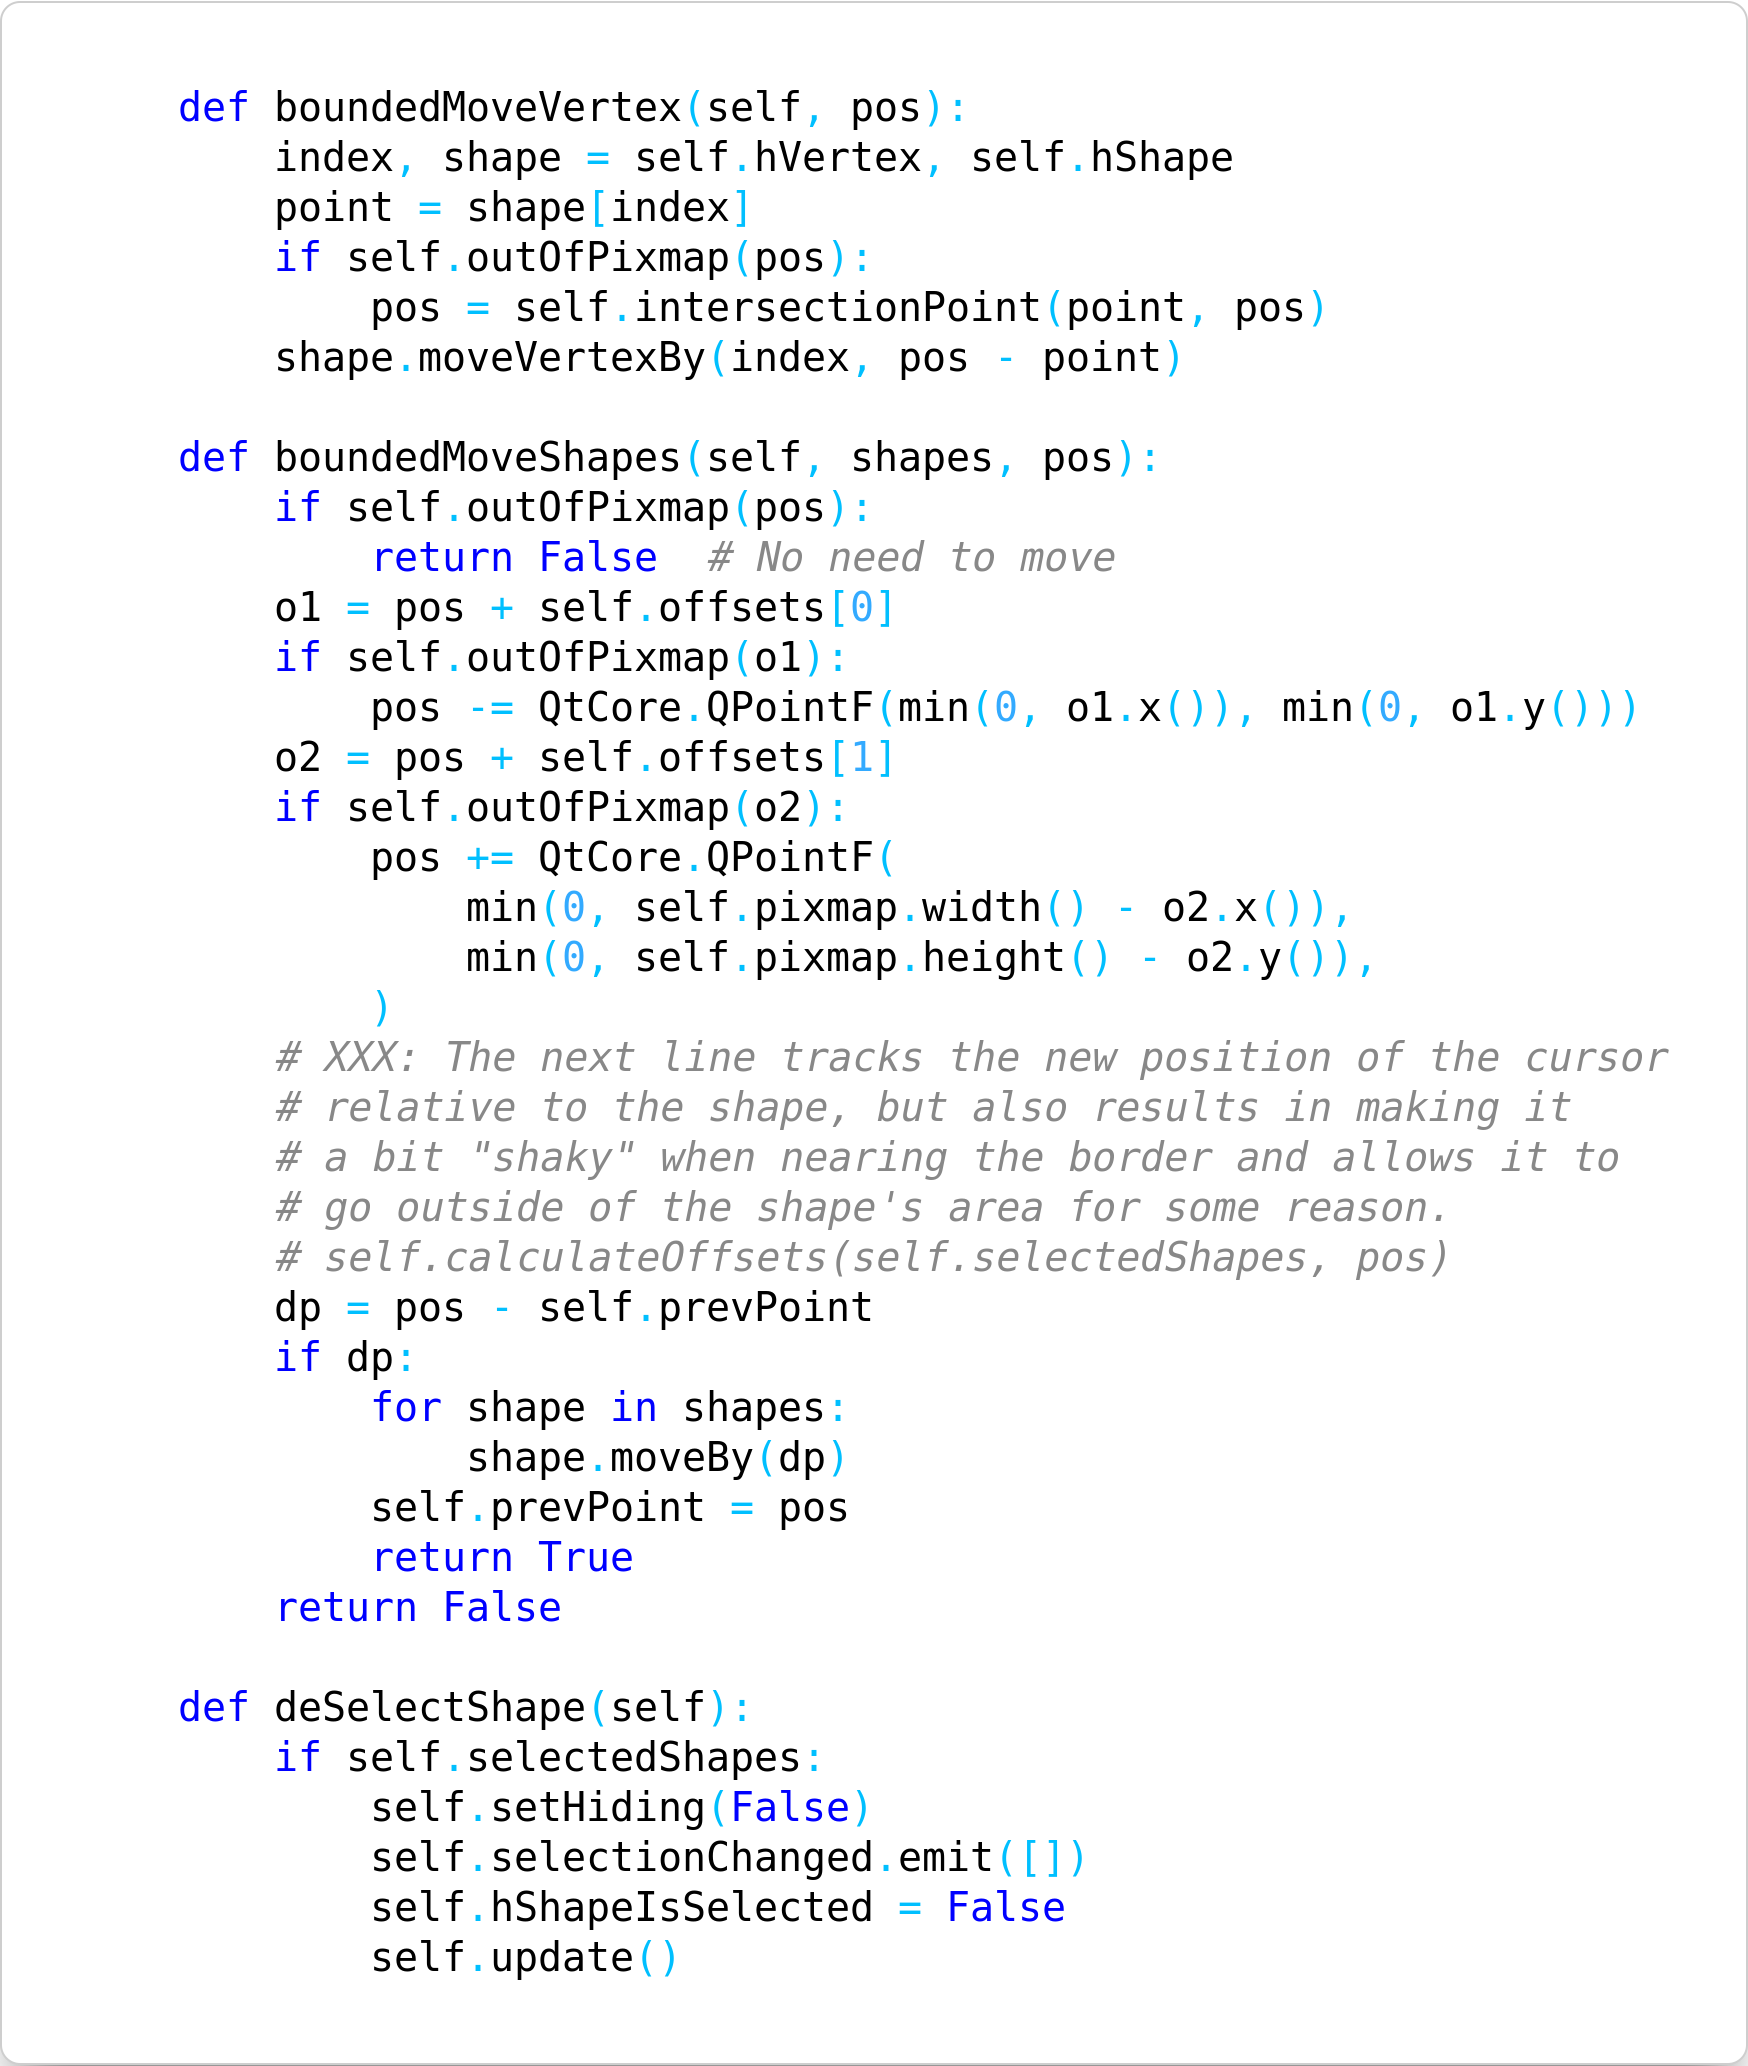 def boundedMoveVertex(self, pos):
    index, shape = self.hVertex, self.hShape
    point = shape[index]
    if self.outOfPixmap(pos):
        pos = self.intersectionPoint(point, pos)
    shape.moveVertexBy(index, pos - point)

def boundedMoveShapes(self, shapes, pos):
    if self.outOfPixmap(pos):
        return False  # No need to move
    o1 = pos + self.offsets[0]
    if self.outOfPixmap(o1):
        pos -= QtCore.QPointF(min(0, o1.x()), min(0, o1.y()))
    o2 = pos + self.offsets[1]
    if self.outOfPixmap(o2):
        pos += QtCore.QPointF(
            min(0, self.pixmap.width() - o2.x()),
            min(0, self.pixmap.height() - o2.y()),
        )
    # XXX: The next line tracks the new position of the cursor
    # relative to the shape, but also results in making it
    # a bit "shaky" when nearing the border and allows it to
    # go outside of the shape's area for some reason.
    # self.calculateOffsets(self.selectedShapes, pos)
    dp = pos - self.prevPoint
    if dp:
        for shape in shapes:
            shape.moveBy(dp)
        self.prevPoint = pos
        return True
    return False

def deSelectShape(self):
    if self.selectedShapes:
        self.setHiding(False)
        self.selectionChanged.emit([])
        self.hShapeIsSelected = False
        self.update()